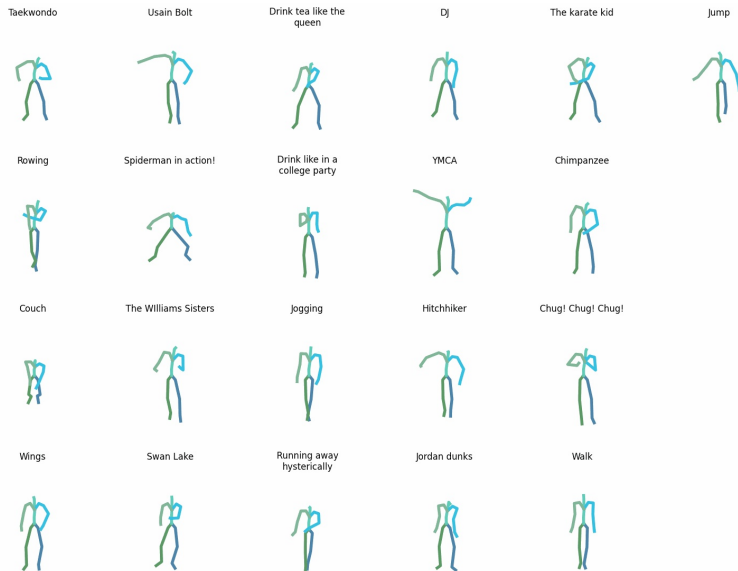 Taekwondo
Usain Bolt
Drink tea like the
queen
DJ
The karate kid
Jump
Rowing
Spiderman in action!
Drink like in a
college party
YMCA
Chimpanzee
Couch
The WIlliams Sisters
Jogging
Hitchhiker
Chug! Chug! Chug!
Wings
Swan Lake
Running away
hysterically
Jordan dunks
Walk